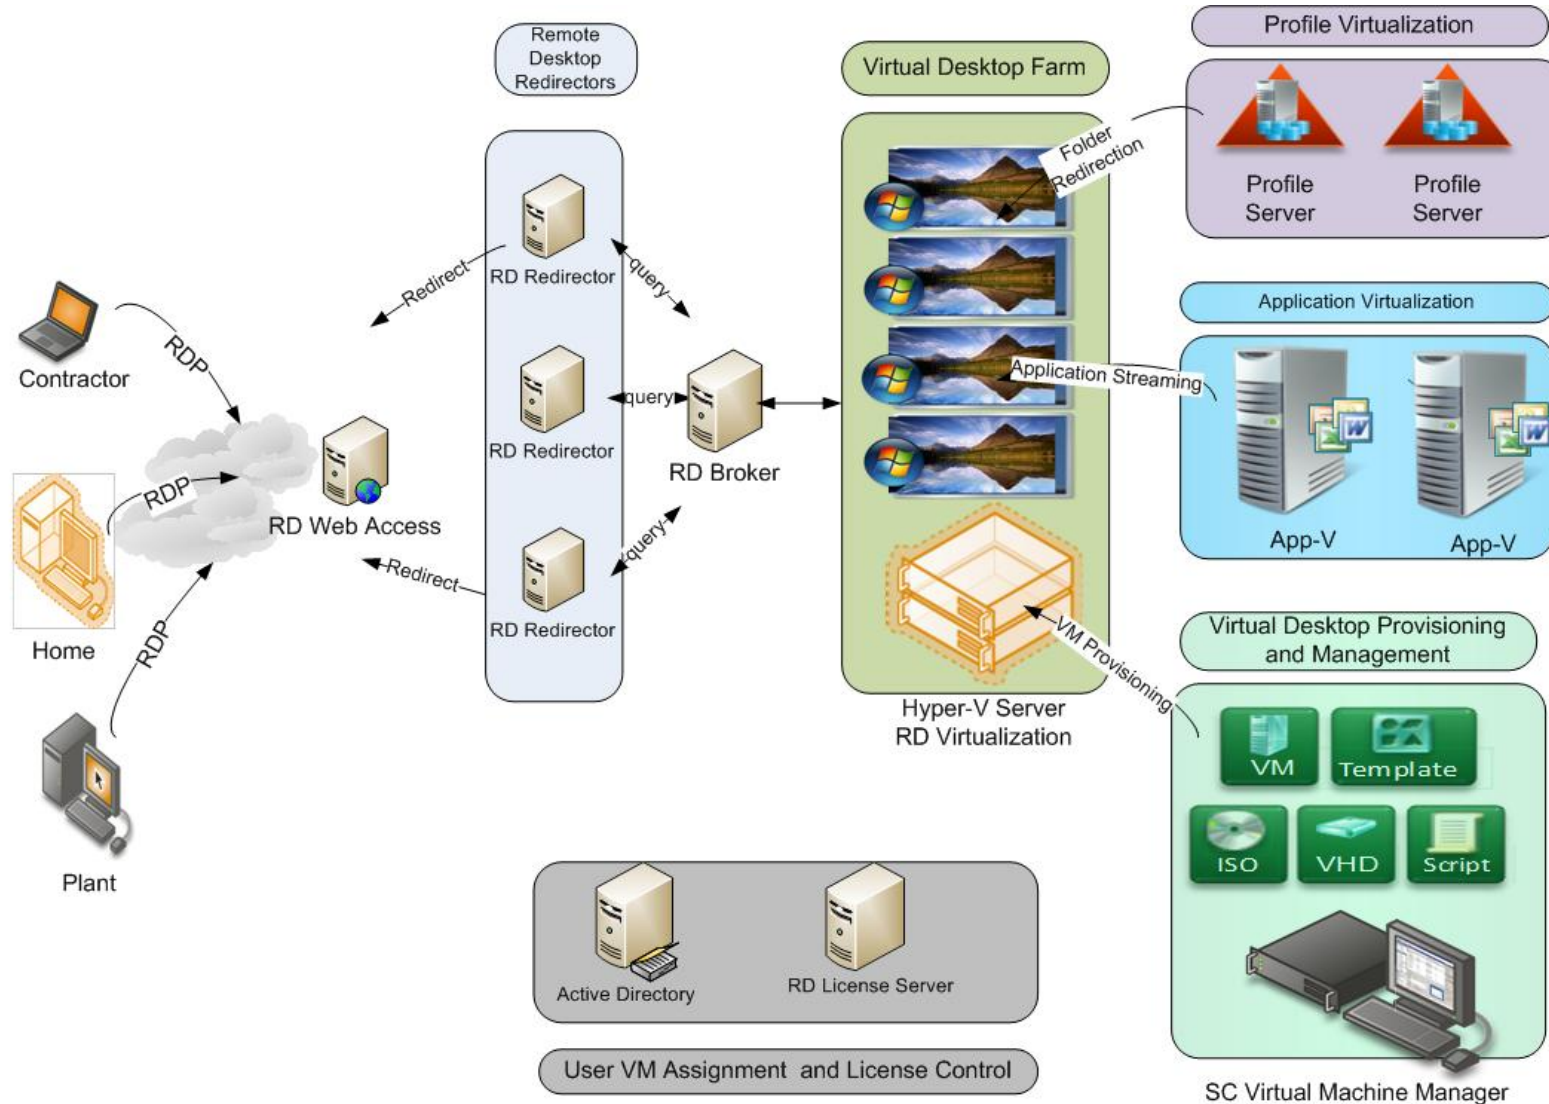 Remote
Desktop
Redirectors
Virtual Desktop Farm
Profile Virtualization
Folder
Redirection
Profile
Server
Profile
Server
RD Redirector
Redirect
query
Contractor
RDP
Application Virtualization
Application Streaming
RD Redirector
query
RD Broker
App-V
App-V
RDP
RD Web Access
Home
Redirect
query
RD Redirector
RDP
VM Provisioning
Hyper-V Server
RD Virtualization
Virtual Desktop Provisioning
and Management
VM
Template
ISO
VHD
Script
Plant
Active Directory
RD License Server
User VM Assignment and License Control
SC Virtual Machine Manager